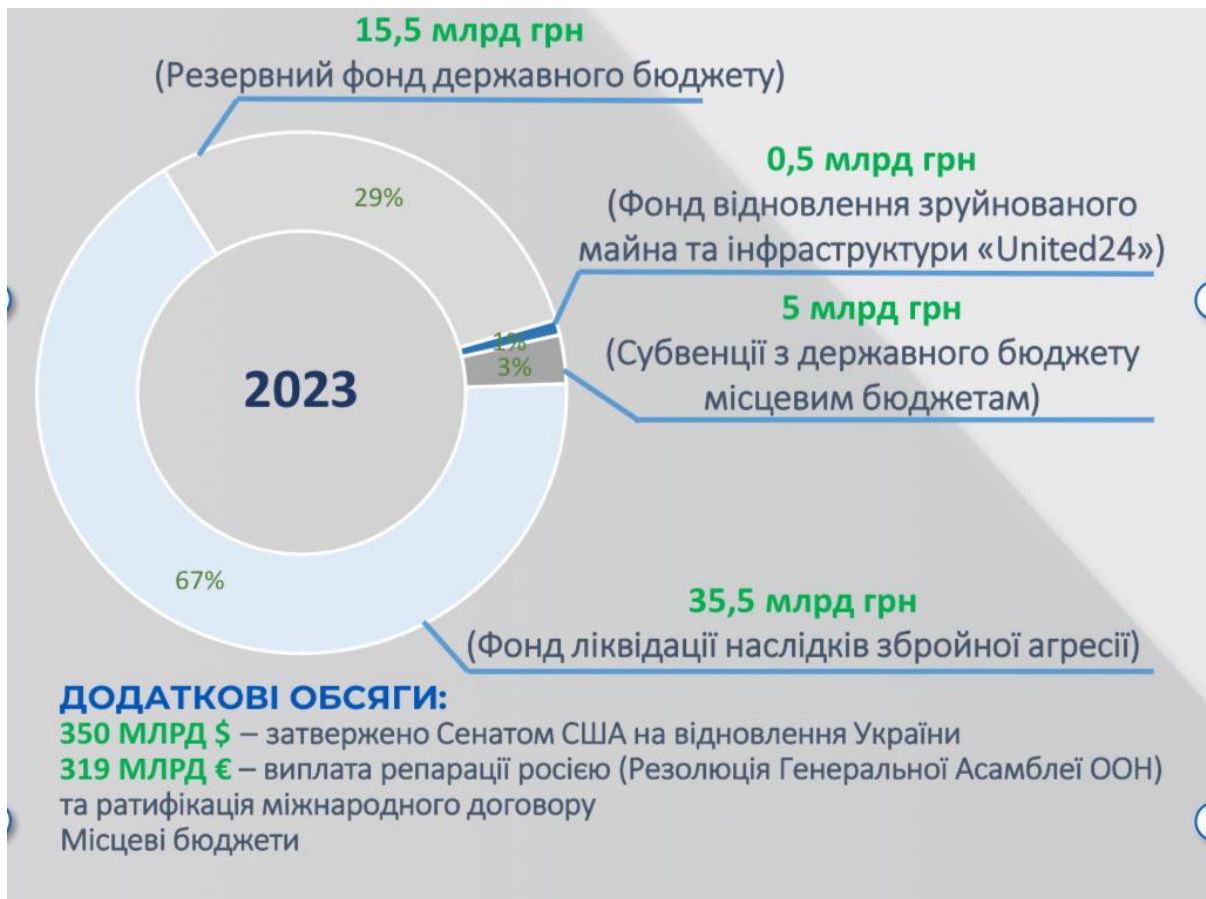 15,5 млрд грн
(Резервний фонд державного бюджету)
29%
0,5 млрд грн
(Фонд відновлення зруйнованого
майна та інфраструктури «United24»)
1%
5 млрд грн
3%
(Субвенції з державного бюджету
місцевим бюджетам)
2023
67%
35,5 млрд грн
(Фонд ліквідації наслідків збройної агресії)
ДОДАТКОВІ ОБСЯГИ:
350 МЛРД $ – затвержено Сенатом США на відновлення України
319 МЛРД € – виплата репарації росією (Резолюція Генеральної Асамблеї ООН)
та ратифікація міжнародного договору
Місцеві бюджети